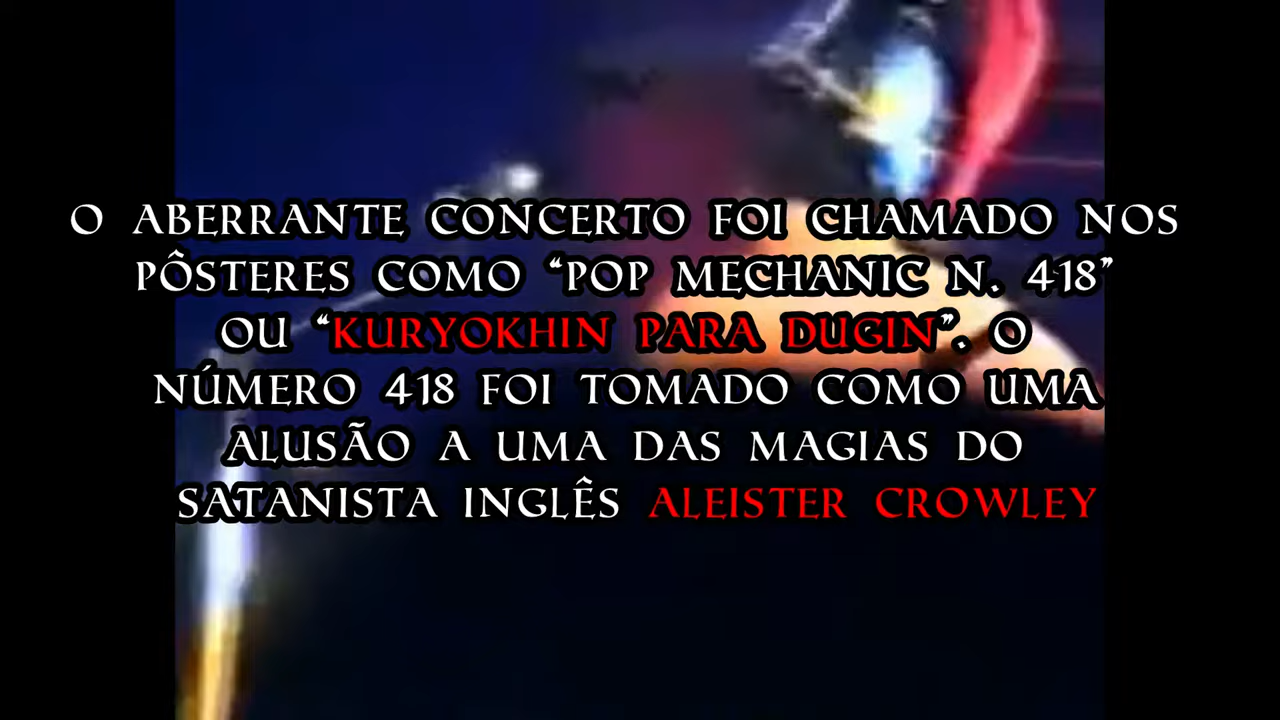 O ABERRANTE CONCERTO FOI CHAMADO NOS
PÔSTERES COMO “POP MECHANIC N. 418”
OU “KURYOKHIN PARA DUGIN”. O
NÚMERO 418 FOI TOMADO COMO UMA
ALUSÃO A UMA DAS MAGIAS DO
SATANISTA INGLÊS ALEISTER CROWLEY